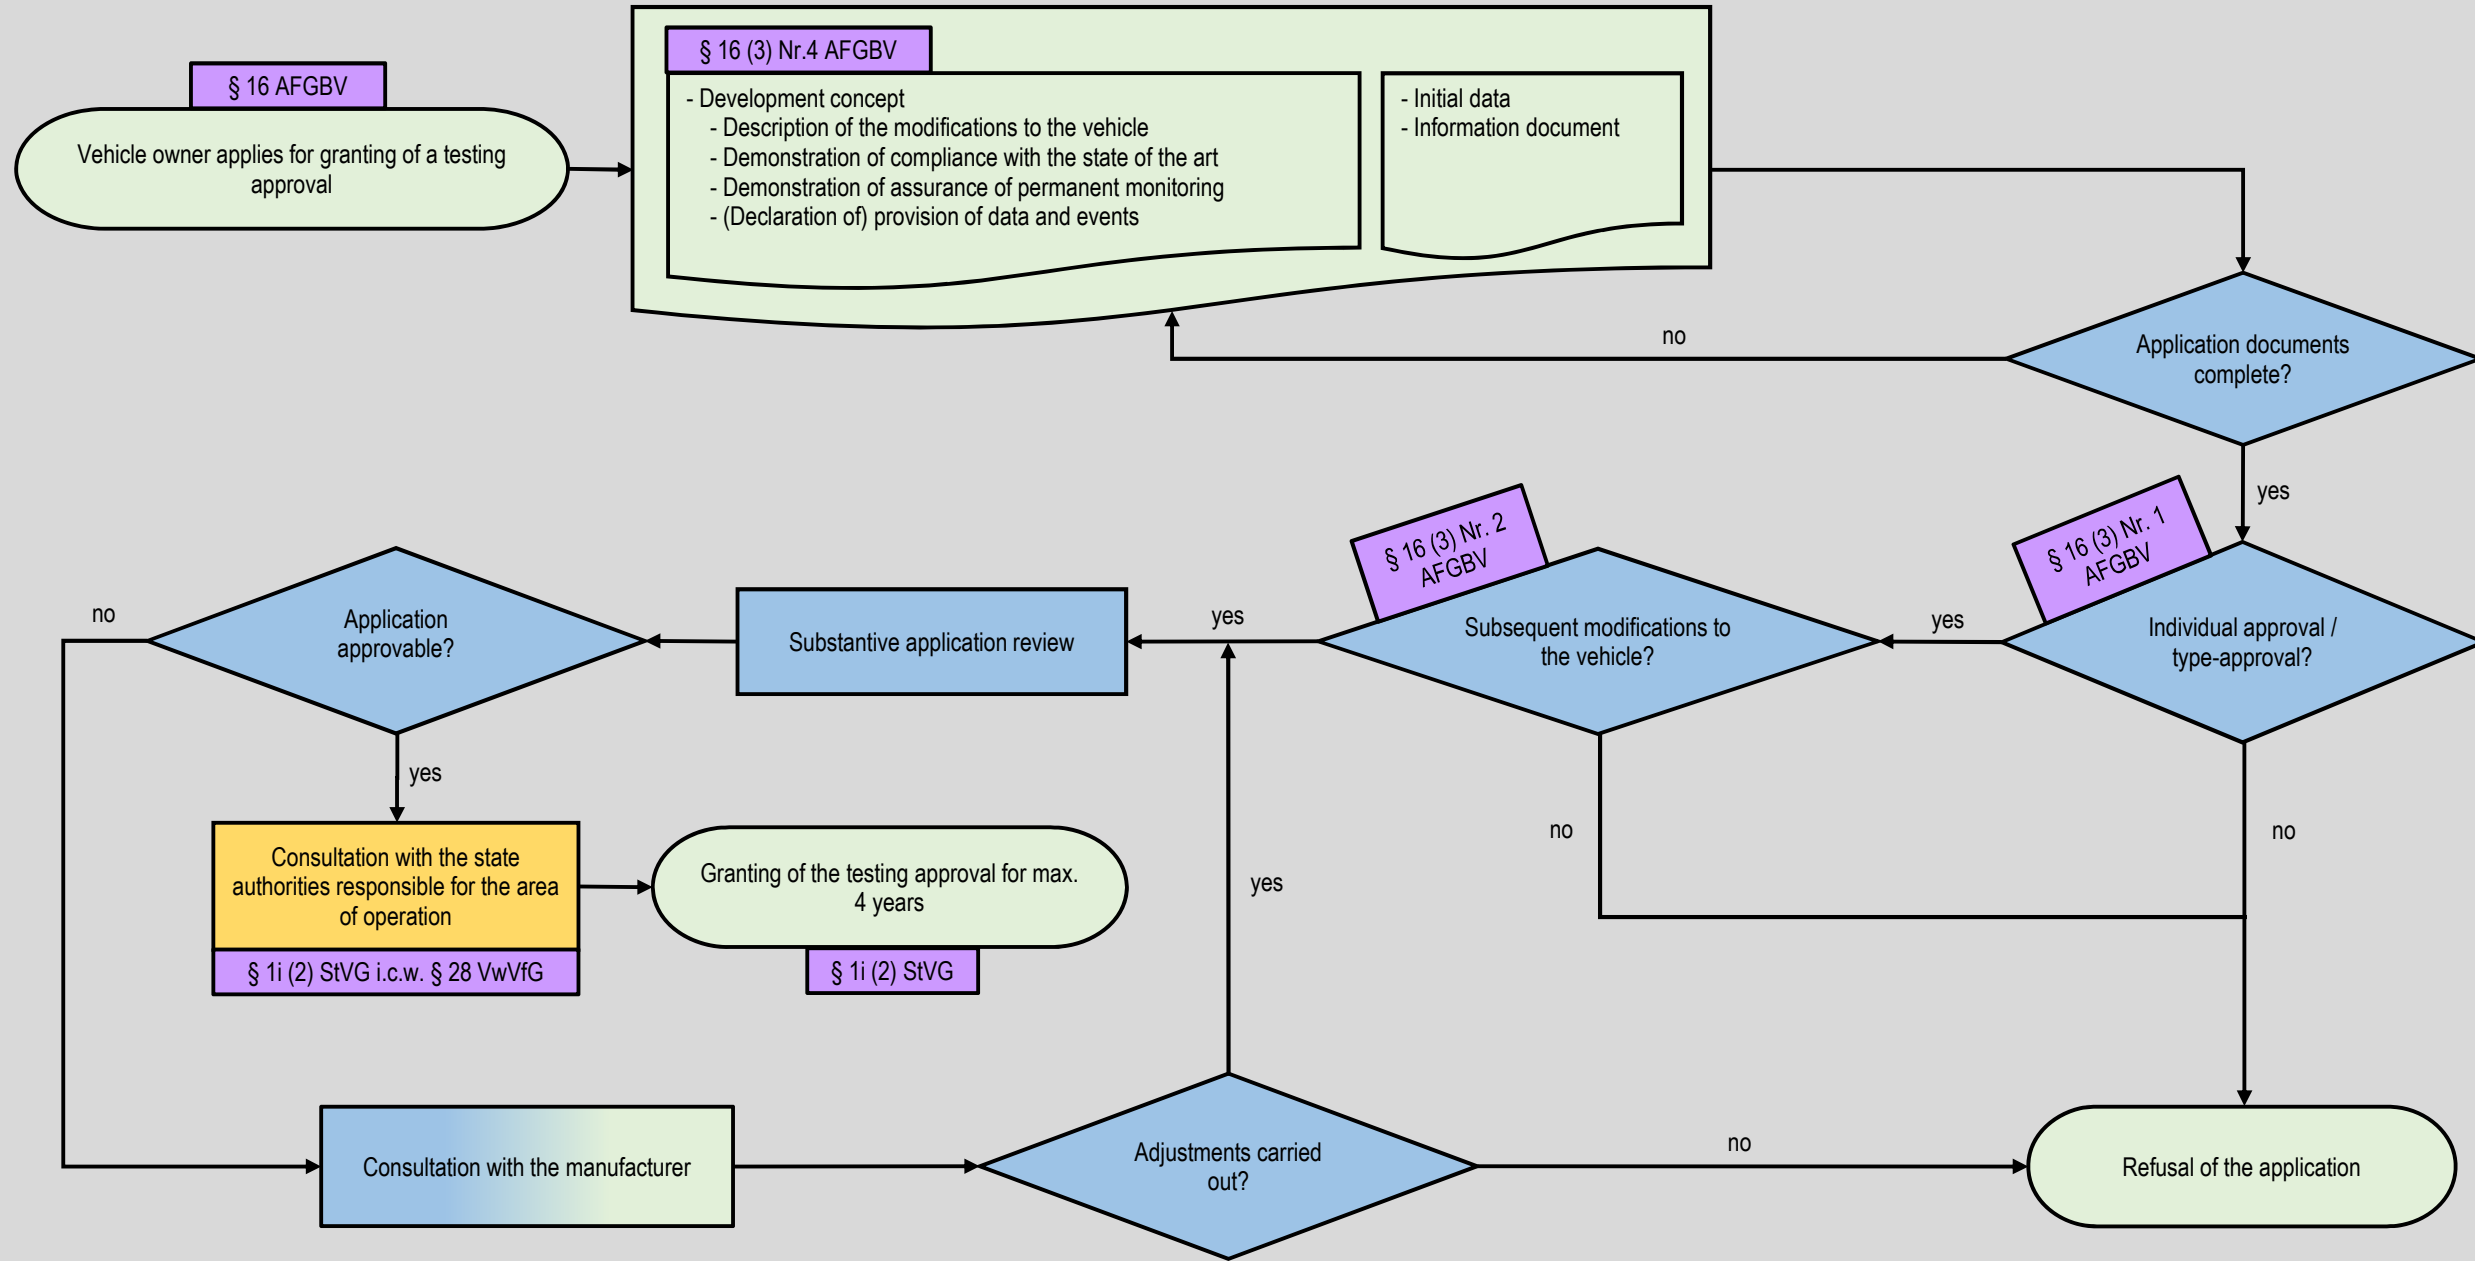 § 16 AFGBV
Vehicle owner applies for granting of a testing
approval
§ 16 (3) Nr.4 AFGBV
- Development concept
- Description of the modifications to the vehicle
- Demonstration of compliance with the state of the art
- Demonstration of assurance of permanent monitoring
- (Declaration of) provision of data and events
- Initial data
- Information document
no
Application documents
complete?
yes
§ 16 (3) Nr. 1
AFGBV
Individual approval /
type-approval?
yes
no
§ 16 (3) Nr. 2
AFGBV
Subsequent modifications to
the vehicle?
yes
no
Substantive application review
Application
approvable?
no
yes
Consultation with the state
authorities responsible for the area
of operation
§ 1i (2) StVG i.c.w. § 28 VwVfG
Granting of the testing approval for max.
4 years
§ 1i (2) StVG
Consultation with the manufacturer
Adjustments carried
out?
yes
no
Refusal of the application